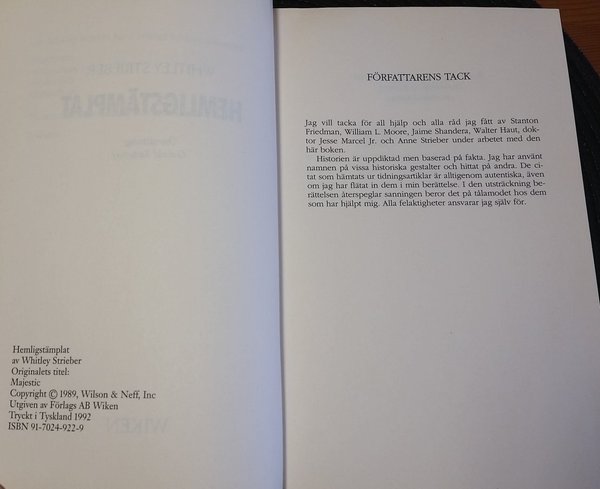 Hemligstämplat
av Whitley Strieber
Originalets titel:
Majestic
Copyright © 1989, Wilson & Neff, Inc
Utgiven av Förlags AB Wiken
Tryckt i Tyskland 1992
ISBN 91-7024-922-9
FÖRFATTARENS TACK
Jag vill tacka för all hjälp och alla råd jag fått av Stanton
Friedman, William L. Moore, Jaime Shandera, Walter Haut, dok-
tor Jesse Marcel Jr. och Anne Strieber under arbetet med den
här boken.
Historien är uppdiktad men baserad på fakta. Jag har använt
namnen på vissa historiska gestalter och hittat på andra. De ci-
tat som hämtats ur tidningsartiklar är alltigenom autentiska, även
om jag har flätat in dem i min berättelse. I den utsträckning be-
rättelsen återspeglar sanningen beror det på tålamodet hos dem
som har hjälpt mig. Alla felaktigheter ansvarar jag själv för.